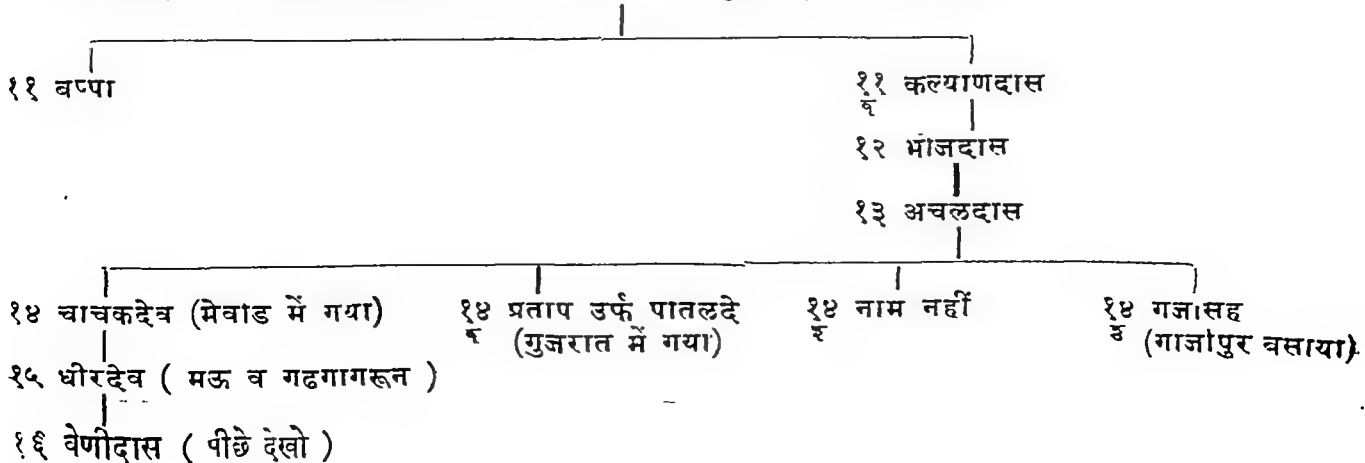 ११ वप्पा
११ कल्याणदास
१२ भोजदास
१३ अचलदास
१४ चाचकदेव (मेवाड में गया)
१४ प्रताप उर्फ पातलदे
(गुजरात में गया)
१४ नाम नहीं
१४ गजसिंह
(गाजीपुर वसाया)
१५ धीरदेव ( मऊ व गढगागरून )
१६ वेणीदास ( पीछे देखो )